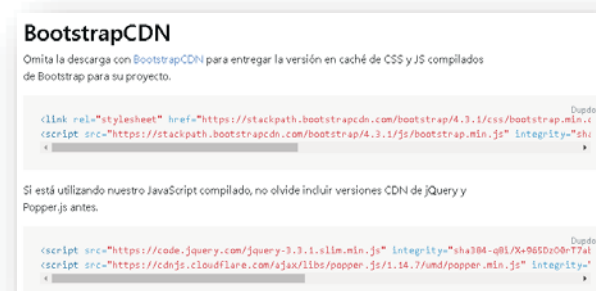 BootstrapCDN
Omita la descarga con BootstrapCDN para entregar la versión en caché de CSS y JS compilados
de Bootstrap para su proyecto.
Dupdo
<link rel="stylesheet" href="https://stackpath.bootstrapcdn.com/bootstrap/4.3.1/css/bootstrap.min.c
<script src="https://stackpath.bootstrapcdn.com/bootstrap/4.3.1/js/bootstrap.min.js" integrity="sha
Si está utilizando nuestro JavaScript compilado, no olvide incluir versiones CDN de jQuery y
Popper.js antes.
Dupdo
<script src="https://code.jquery.com/jquery-3.3.1.slim.min.js" integrity="sha384-q8i/X+965DzO0rT7ab
<script src="https://cdnjs.cloudflare.com/ajax/libs/popper.js/1.14.7/umd/popper.min.js" integrity="